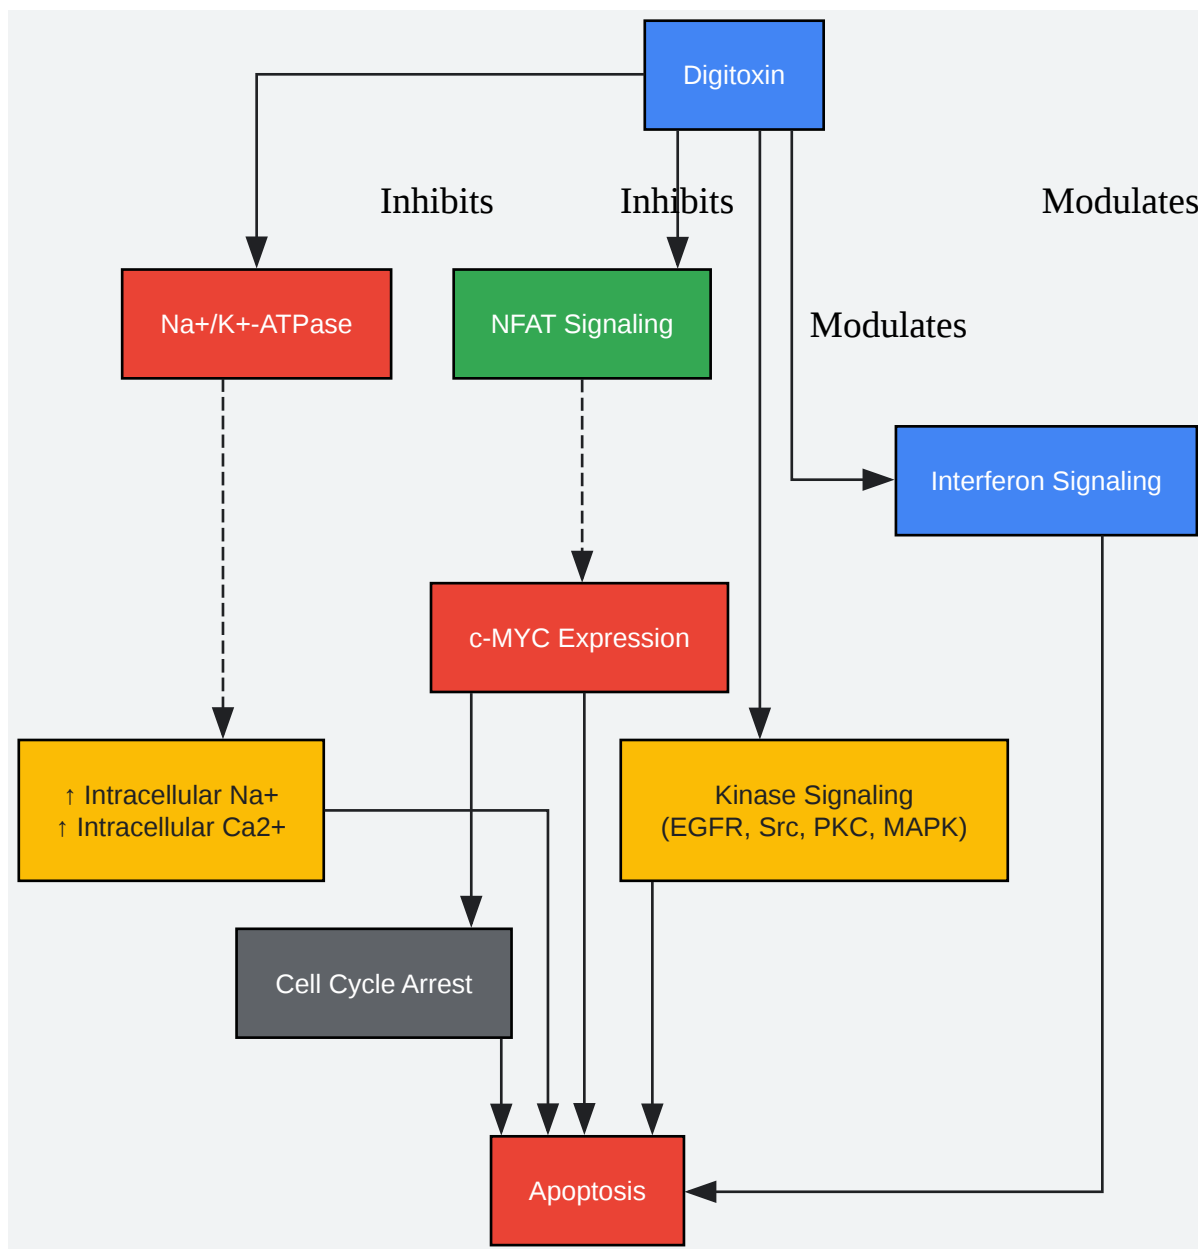 Digitoxin
Inhibits
Inhibits
Modulates
Na+/K+-ATPase
NFAT Signaling
Modulates
Interferon Signaling
c-MYC Expression
↑ Intracellular Na+
↑ Intracellular Ca2+
Kinase Signaling
(EGFR, Src, PKC, MAPK)
Cell Cycle Arrest
Apoptosis